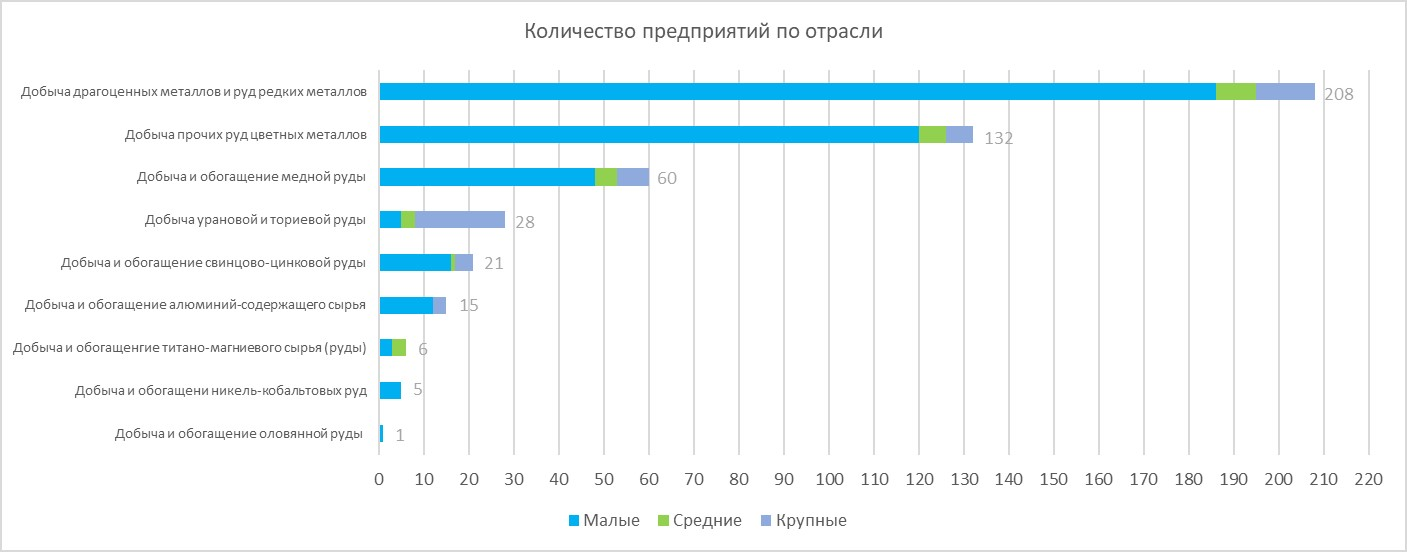 Количество предприятий по отрасли
Добыча драгоценных металлов и руд редких металлов
208
Добыча прочих руд цветных металлов
132
Добыча и обогащение медной руды
60
Добыча урановой и ториевой руды
28
Добыча и обогащение свинцово-цинковой руды
21
Добыча и обогащение алюминий-содержащего сырья
15
Добыча и обогащенгие титано-магниевого сырья (руды)
6
Добыча и обогащени никель-кобальтовых руд
5
Добыча и обогащение оловянной руды
1
0 10 20 30 40 50 60 70 80 90 100 110 120 130 140 150 160 170 180 190 200 210 220
Малые Средние Крупные